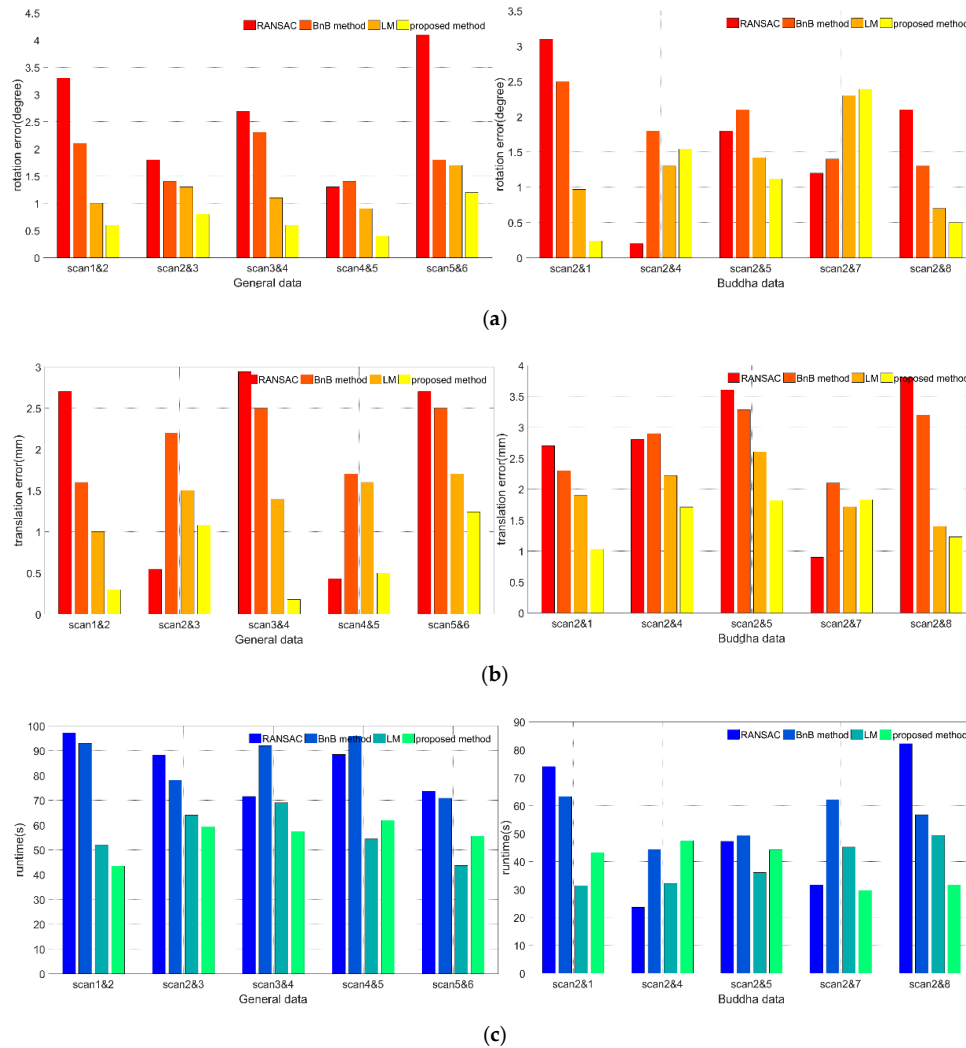 RANSAC BnB method LM proposed method
4.5
4
3.5
3
2.5
2
1.5
1
0.5
0
rotation error(degree)
scan1&2 scan2&3 scan3&4 scan4&5 scan5&6
General data
RANSAC BnB method LM proposed method
3.5
3
2.5
2
1.5
1
0.5
0
rotation error(degree)
scan2&1 scan2&4 scan2&5 scan2&7 scan2&8
Buddha data
(a)
RANSAC BnB method LM proposed method
3
2.5
2
1.5
1
0.5
0
translation error(mm)
scan1&2 scan2&3 scan3&4 scan4&5 scan5&6
General data
RANSAC BnB method LM proposed method
4
3.5
3
2.5
2
1.5
1
0.5
0
translation error(mm)
scan2&1 scan2&4 scan2&5 scan2&7 scan2&8
Buddha data
(b)
RANSAC BnB method LM proposed method
100
90
80
70
60
50
40
30
20
10
0
runtime(s)
scan1&2 scan2&3 scan3&4 scan4&5 scan5&6
General data
RANSAC BnB method LM proposed method
90
80
70
60
50
40
30
20
10
0
runtime(s)
scan2&1 scan2&4 scan2&5 scan2&7 scan2&8
Buddha data
(c)